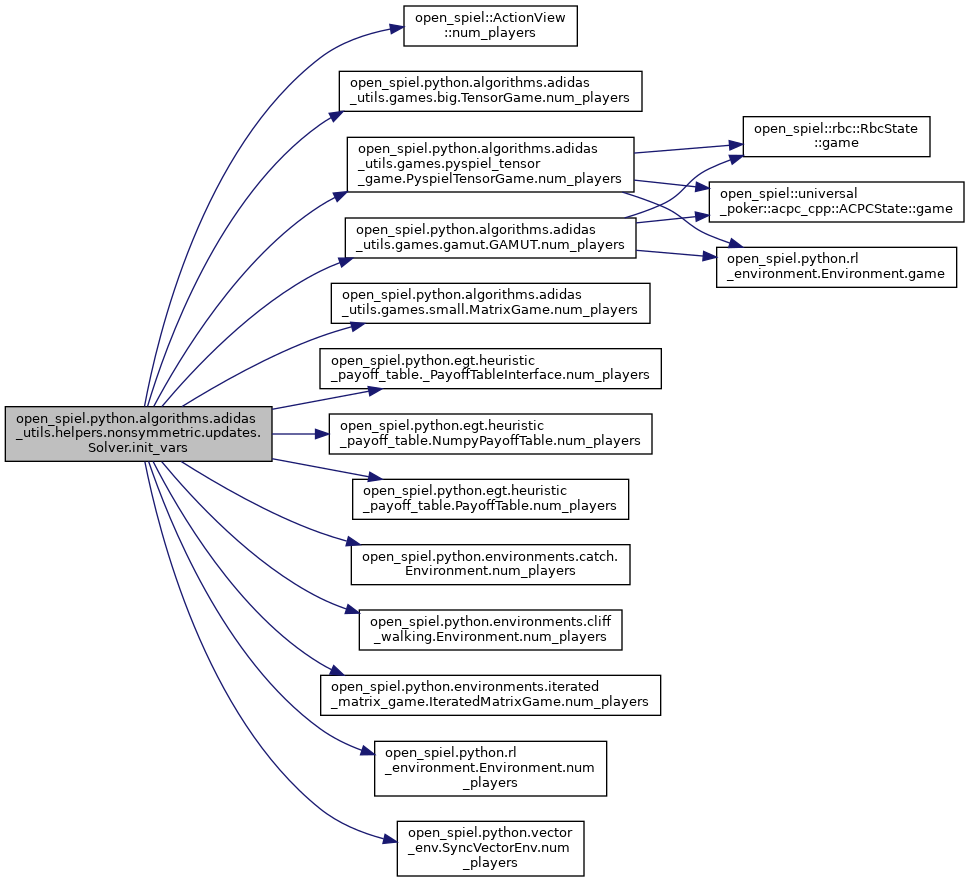 open_spiel::ActionView
::num_players
open_spiel.python.algorithms.adidas
_utils.games.big.TensorGame.num_players
open_spiel.python.algorithms.adidas
_utils.games.pyspiel_tensor
_game.PyspielTensorGame.num_players
open_spiel::rbc::RbcState
::game
open_spiel::universal
_poker::acpc_cpp::ACPCState::game
open_spiel.python.algorithms.adidas
_utils.games.gamut.GAMUT.num_players
open_spiel.python.rl
_environment.Environment.game
open_spiel.python.algorithms.adidas
_utils.games.small.MatrixGame.num_players
open_spiel.python.egt.heuristic
_payoff_table._PayoffTableInterface.num_players
open_spiel.python.algorithms.adidas
_utils.helpers.nonsymmetric.updates.
Solver.init_vars
open_spiel.python.egt.heuristic
_payoff_table.NumpyPayoffTable.num_players
open_spiel.python.egt.heuristic
_payoff_table.PayoffTable.num_players
open_spiel.python.environments.catch.
Environment.num_players
open_spiel.python.environments.cliff
_walking.Environment.num_players
open_spiel.python.environments.iterated
_matrix_game.IteratedMatrixGame.num_players
open_spiel.python.rl
_environment.Environment.num
_players
open_spiel.python.vector
_env.SyncVectorEnv.num
_players